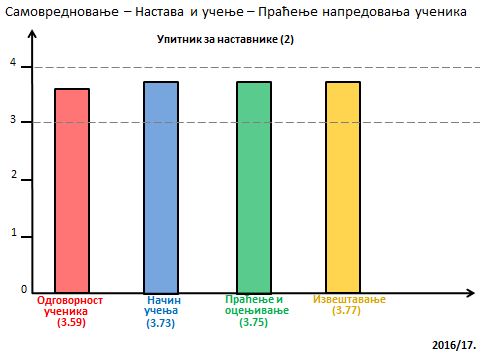 Самовредновање – Настава и учење – Праћење напредовања ученика
Упитник за наставнике (2)
4
3
2
1
0
Одговорност
ученика
(3.59)
Начин
учења
(3.73)
Праћење и
оцењивање
(3.75)
Извештавање
(3.77)
2016/17.